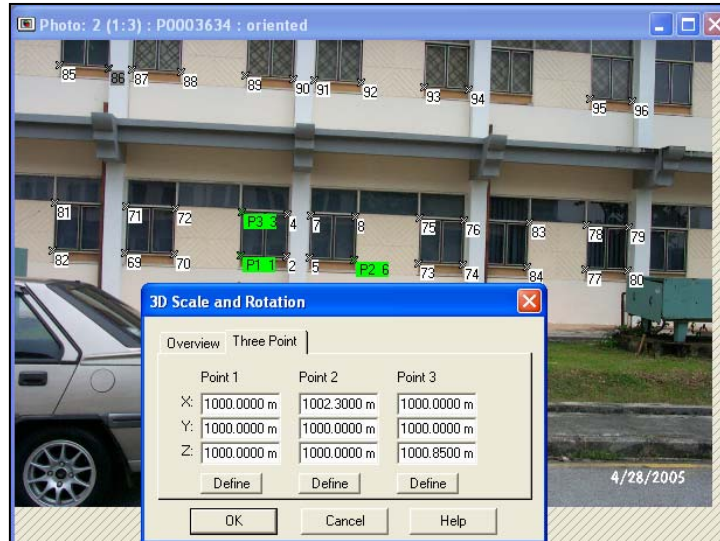 Photo: 2 (1:3) : P0003634 : oriented
85
86
87
88
89
90
91
92
93
94
95
96
81
71
72
P3 3
4
7
8
75
76
83
78
79
82
69
70
P1 1
2
5
P2 6
73
74
84
77
80
3D Scale and Rotation
Overview Three Point
Point 1 Point 2 Point 3
X: 1000.0000 m 1002.3000 m 1000.0000 m
Y: 1000.0000 m 1000.0000 m 1000.0000 m
Z: 1000.0000 m 1000.0000 m 1000.8500 m
Define Define Define
OK Cancel Help
4/28/2005